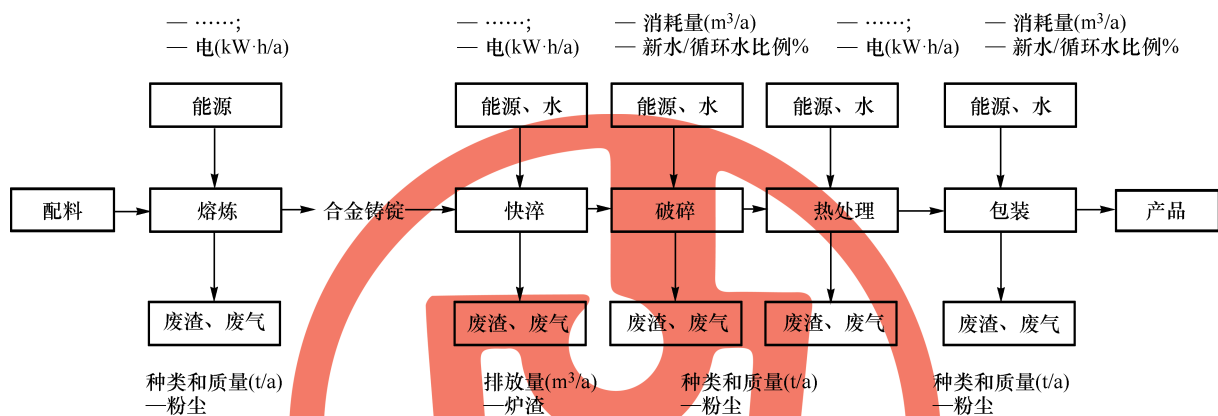 — ……;
— 电(kW·h/a)
— ……;
— 电(kW·h/a)
— 消耗量(m³/a)
— 新水/循环水比例%
— ……;
— 电(kW·h/a)
— 消耗量(m³/a)
— 新水/循环水比例%
能源
能源、水
能源、水
能源、水
能源、水
配料
熔炼
合金铸锭
快淬
破碎
热处理
包装
产品
废渣、废气
废渣、废气
废渣、废气
废渣、废气
废渣、废气
种类和质量(t/a)
—粉尘
排放量(m³/a)
—炉渣
种类和质量(t/a)
—粉尘
种类和质量(t/a)
—粉尘